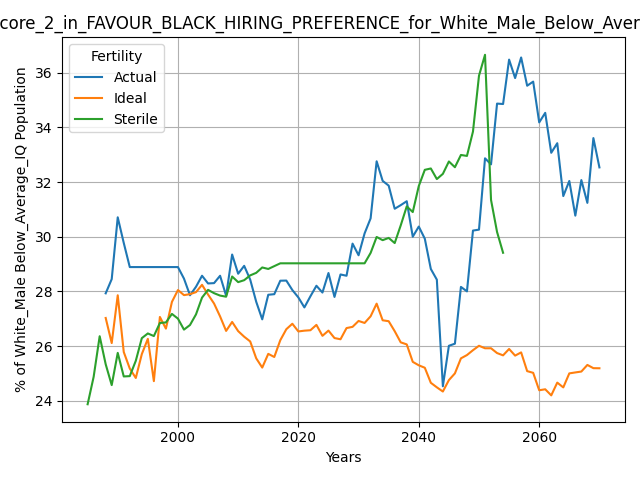 core_2_in_FAVOUR_BLACK_HIRING_PREFERENCE_for_White_Male_Below_Aver
Fertility
Actual
Ideal
Sterile
% of White_Male Below_Average_IQ Population
36
34
32
30
28
26
24
2000
2020
2040
2060
Years